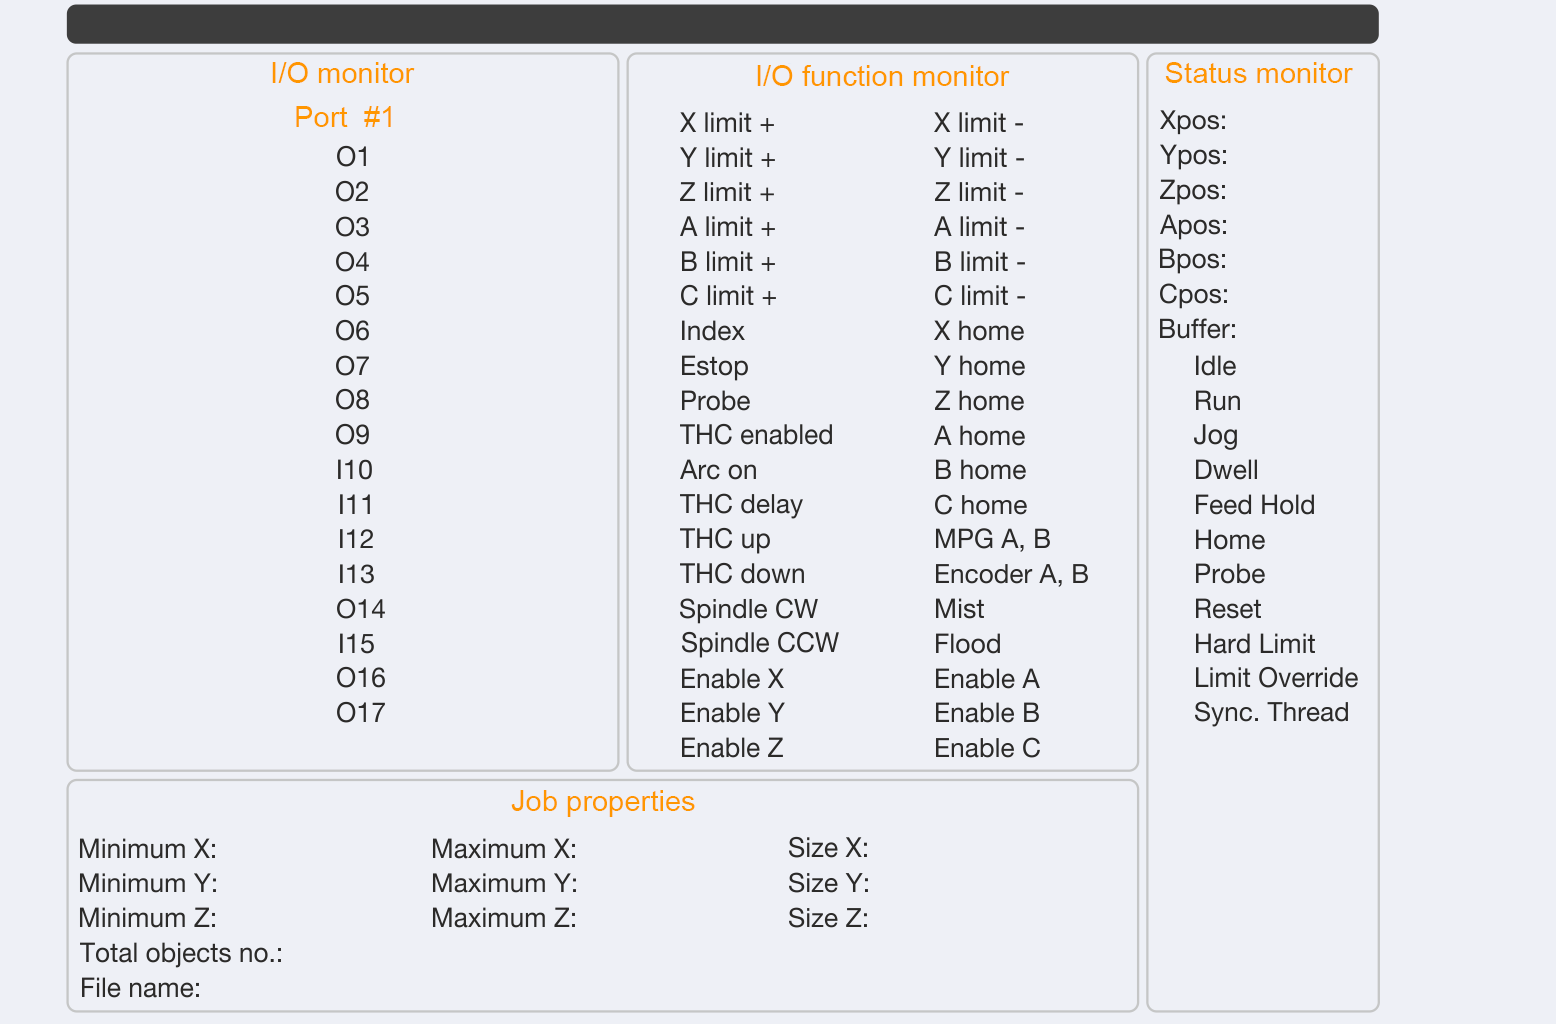 I/O monitor
Port #1
O1
O2
O3
O4
O5
O6
O7
O8
O9
I10
I11
I12
I13
O14
I15
O16
O17
I/O function monitor
X limit +
Y limit +
Z limit +
A limit +
B limit +
C limit +
Index
Estop
Probe
THC enabled
Arc on
THC delay
THC up
THC down
Spindle CW
Spindle CCW
Enable X
Enable Y
Enable Z
X limit -
Y limit -
Z limit -
A limit -
B limit -
C limit -
X home
Y home
Z home
A home
B home
C home
MPG A, B
Encoder A, B
Mist
Flood
Enable A
Enable B
Enable C
Status monitor
Xpos:
Ypos:
Zpos:
Apos:
Bpos:
Cpos:
Buffer:
Idle
Run
Jog
Dwell
Feed Hold
Home
Probe
Reset
Hard Limit
Limit Override
Sync. Thread
Job properties
Minimum X:
Minimum Y:
Minimum Z:
Maximum X:
Maximum Y:
Maximum Z:
Size X:
Size Y:
Size Z:
Total objects no.:
File name: